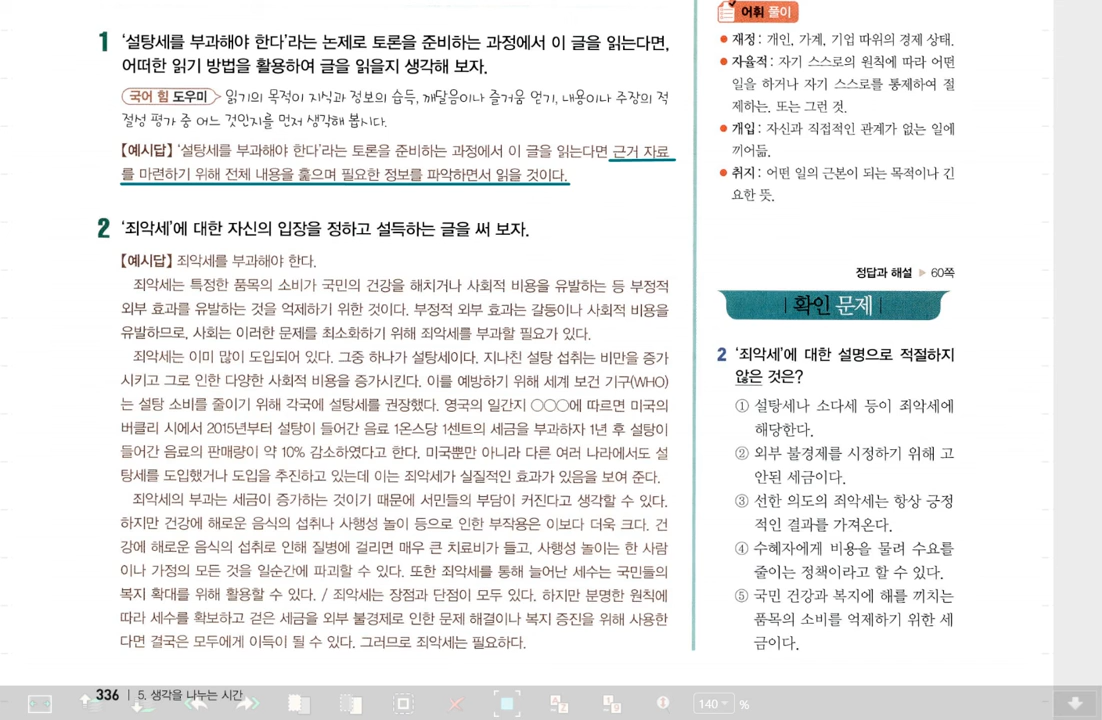 1 ‘설탕세를 부과해야 한다’라는 논제로 토론을 준비하는 과정에서 이 글을 읽는다면,
어떠한 읽기 방법을 활용하여 글을 읽을지 생각해 보자.
국어 힘 도우미 읽기의 목적이 지식과 정보의 습득, 깨달음이나 즐거움 얻기, 내용이나 주장의 적
절성 평가 중 어느 것인지를 먼저 생각해 봅시다.
【예시답】 ‘설탕세를 부과해야 한다’라는 토론을 준비하는 과정에서 이 글을 읽는다면 근거 자료
를 마련하기 위해 전체 내용을 훑으며 필요한 정보를 파악하면서 읽을 것이다.
2 ‘죄악세’에 대한 자신의 입장을 정하고 설득하는 글을 써 보자.
【예시답】 죄악세를 부과해야 한다.
죄악세는 특정한 품목의 소비가 국민의 건강을 해치거나 사회적 비용을 유발하는 등 부정적
외부 효과를 유발하는 것을 억제하기 위한 것이다. 부정적 외부 효과는 갈등이나 사회적 비용을
유발하므로, 사회는 이러한 문제를 최소화하기 위해 죄악세를 부과할 필요가 있다.
죄악세는 이미 많이 도입되어 있다. 그중 하나가 설탕세이다. 지나친 설탕 섭취는 비만을 증가
시키고 그로 인한 다양한 사회적 비용을 증가시킨다. 이를 예방하기 위해 세계 보건 기구(WHO)
는 설탕 소비를 줄이기 위해 각국에 설탕세를 권장했다. 영국의 일간지 ○○○에 따르면 미국의
버클리 시에서 2015년부터 설탕이 들어간 음료 1온스당 1센트의 세금을 부과하자 1년 후 설탕이
들어간 음료의 판매량이 약 10% 감소하였다고 한다. 미국뿐만 아니라 다른 여러 나라에서도 설
탕세를 도입했거나 도입을 추진하고 있는데 이는 죄악세가 실질적인 효과가 있음을 보여 준다.
죄악세의 부과는 세금이 증가하는 것이기 때문에 서민들의 부담이 커진다고 생각할 수 있다.
하지만 건강에 해로운 음식의 섭취나 사행성 놀이 등으로 인한 부작용은 이보다 더욱 크다. 건
강에 해로운 음식의 섭취로 인해 질병에 걸리면 매우 큰 치료비가 들고, 사행성 놀이는 한 사람
이나 가정의 모든 것을 일순간에 파괴할 수 있다. 또한 죄악세를 통해 늘어난 세수는 국민들의
복지 확대를 위해 활용할 수 있다. / 죄악세는 장점과 단점이 모두 있다. 하지만 분명한 원칙에
따라 세수를 확보하고 걷은 세금을 외부 불경제로 인한 문제 해결이나 복지 증진을 위해 사용한
다면 결국은 모두에게 이득이 될 수 있다. 그러므로 죄악세는 필요하다.
336 | 5. 생각을 나누는 시간
어휘 풀이
● 재정: 개인, 가계, 기업 따위의 경제 상태.
● 자율적: 자기 스스로의 원칙에 따라 어떤
일을 하거나 자기 스스로를 통제하여 절
제하는. 또는 그런 것.
● 개입: 자신과 직접적인 관계가 없는 일에
끼어듦.
● 취지: 어떤 일의 근본이 되는 목적이나 긴
요한 뜻.
정답과 해설 ▶ 60쪽
확인 문제
2 ‘죄악세’에 대한 설명으로 적절하지
않은 것은?
① 설탕세나 소다세 등이 죄악세에
해당한다.
② 외부 불경제를 시정하기 위해 고
안된 세금이다.
③ 선한 의도의 죄악세는 항상 긍정
적인 결과를 가져온다.
④ 수혜자에게 비용을 물려 수요를
줄이는 정책이라고 할 수 있다.
⑤ 국민 건강과 복지에 해를 끼치는
품목의 소비를 억제하기 위한 세
금이다.
140 %